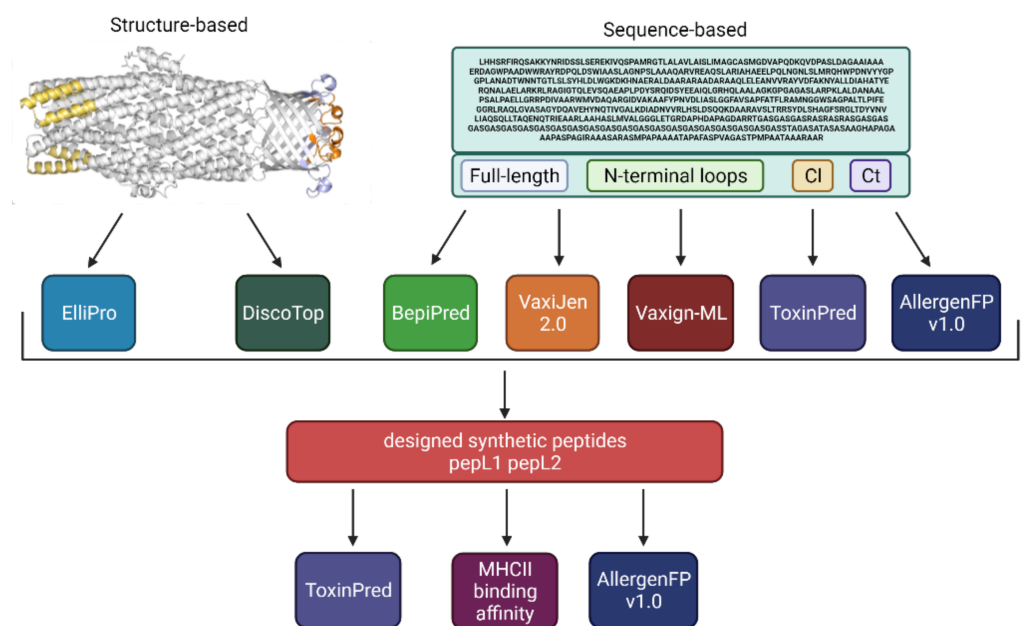 Structure-based
Sequence-based
LHHSRFIRQSAKKYNRIDSSLSEREKIVQSPAMRGTLALAVLAISLIMAGCASMGDVAPQDKQVDPASLDAGAAIAAA
ERDAGWPAADWWRAYRDPQLDSWIAASLAGNPSLAAAQARVREAQSLARIAHAEELPQLNGNLSLMRQHWPDNVYYGP
GPLANADTWNNTGTLSLSYHLDLWGKDKHNAERALDAARARAADARAAQLELEANVVRAYVDFAKNYALLDIAHATYE
RQNALAELARKRLRAGIGTQLEVSQAEAPLPDYSRQIDSYEEAIQLGRHQLAALAGKGPGAGASLARPKLALDANAAL
PSALPAELLGRRPDIVAARWMVDAQARGIDVAKAAFYPNVDLIASLGGFAVSAPFATFLRAMNGGWSAGPALTLPIFE
GGRLRAQLGVASAGYDQAVEHYNQTIVGALKDIADNVVRLHSLDSQQKDAARAVSLTRRSYDLSHAGFSRGLTDYVNV
LIAQSQLLTAQENQTRIEAARLAAHASLMVALGGGLETGRDAPHDAPAGDARRTGASGASGASRASRASRASGASGAS
GASGASGASGASGASGASGASGASGASGASGASGASGASGASGASGASGASGASGASGASSTAGASATASASAAGHAPAGA
AAPASPAGIRAAASARASMPAPAAAATAPAFASPVAGASTPMPAATAAARAAR
Full-length
N-terminal loops
Cl
Ct
ElliPro
DiscoTop
BepiPred
VaxiJen
2.0
Vaxign-ML
ToxinPred
AllergenFP
v1.0
designed synthetic peptides
pepL1 pepL2
ToxinPred
MHCII
binding
affinity
AllergenFP
v1.0